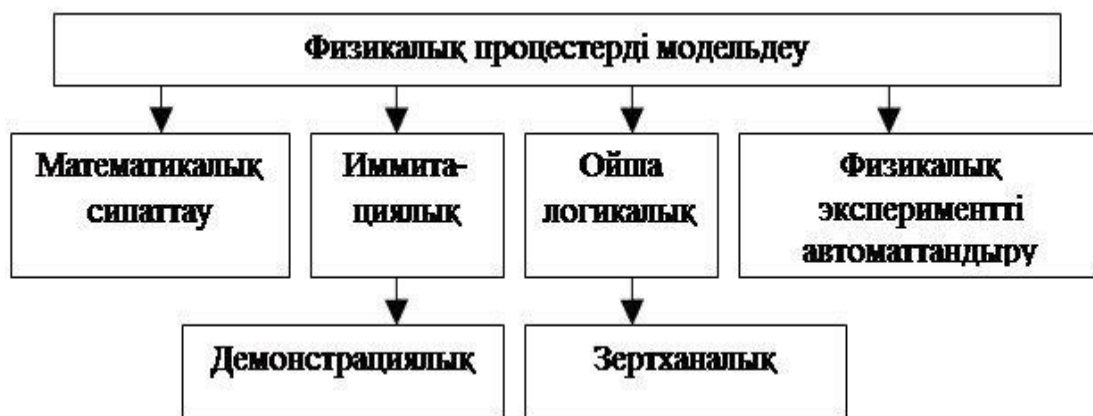 Физикалық процестерді модельдеу
Математикалық
сипаттау
Иммита-
циялық
Ойша
логикалық
Физикалық
экспериментті
автоматтандыру
Демонстрациялық
Зертханалық